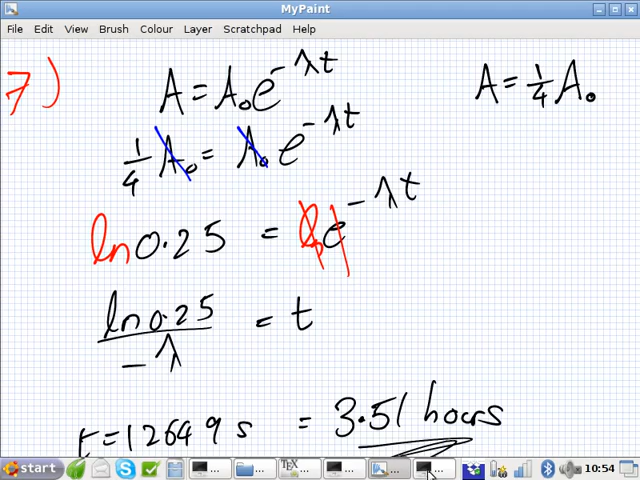 MyPaint
File Edit View Brush Colour Layer Scratchpad Help
7)
A = A₀e^-λt
A = ¼A₀
¼A₀ = A₀e^-λt
ln 0.25 = ln e^-λt
ln 0.25 / -λ = t
t = 12649 s = 3.51 hours
start TEX 10:54